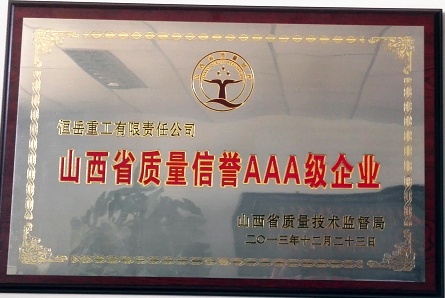 恒岳重工有限责任公司
山西省质量信誉AAA级企业
山西省质量技术监督局
二〇一三年十二月二十三日